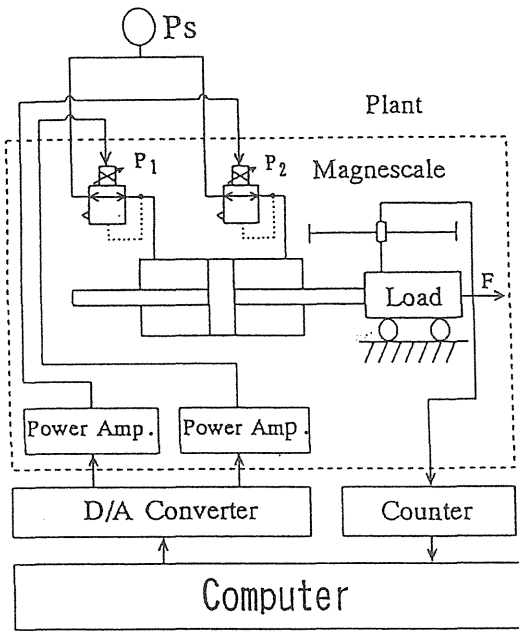 Ps
Plant
P1
P2
Magnescale
F
Load
Power Amp.
Power Amp.
D/A Converter
Counter
Computer